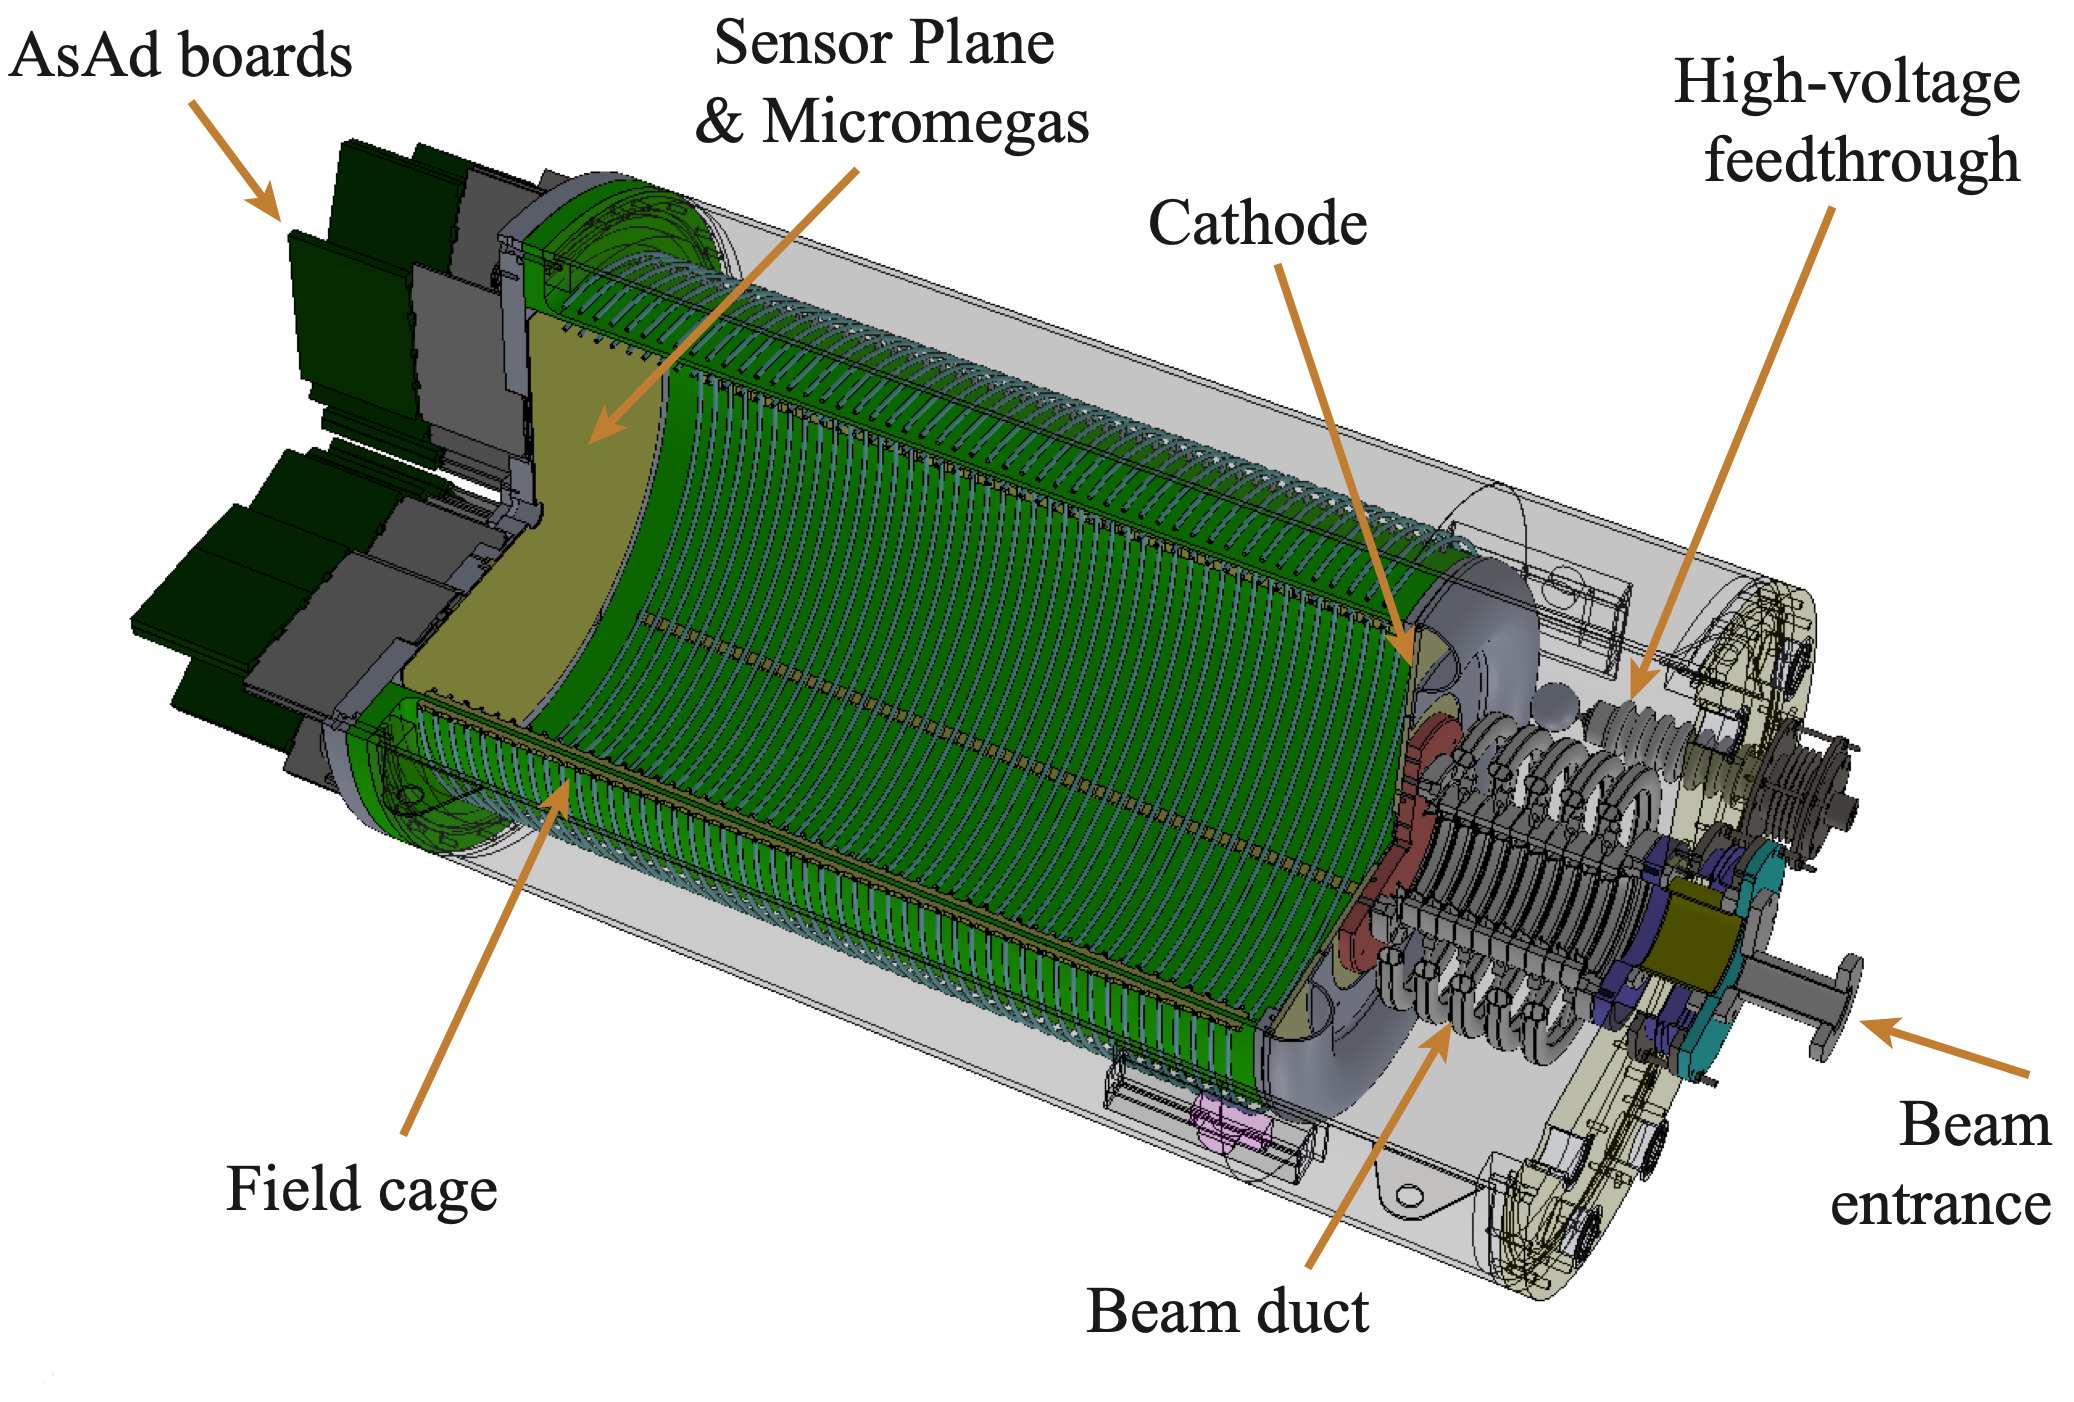 AsAd boards
Sensor Plane
& Micromegas
High-voltage
feedthrough
Cathode
Field cage
Beam duct
Beam
entrance